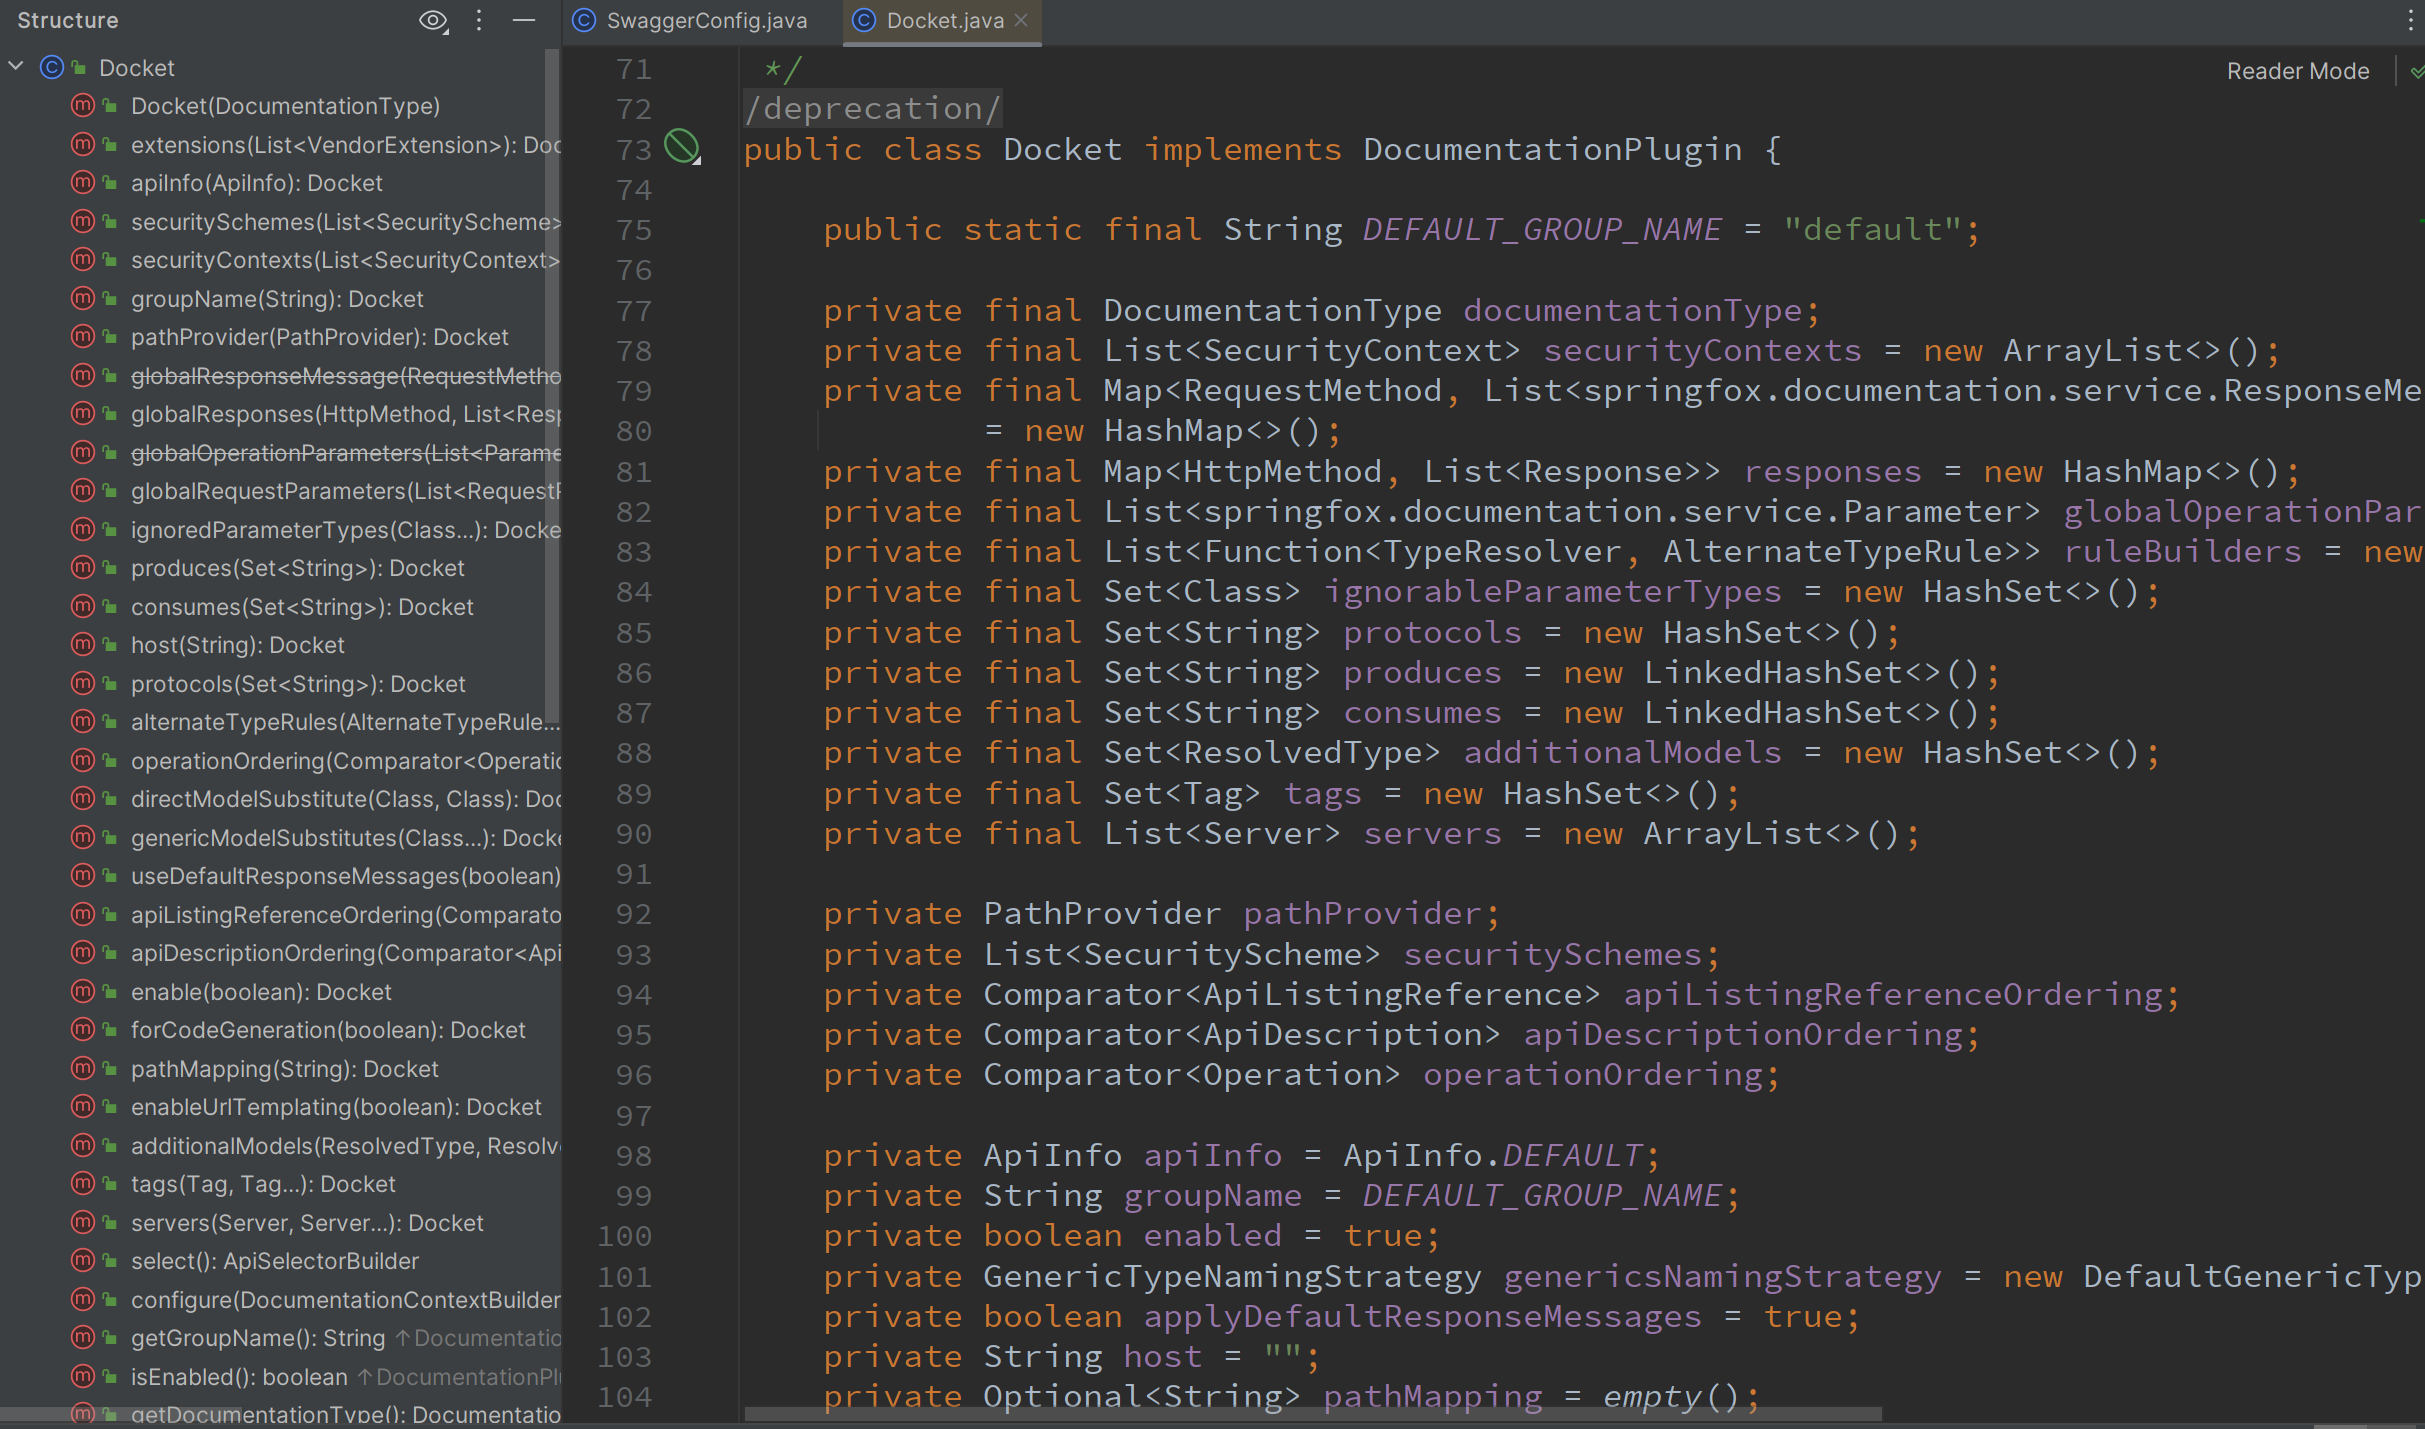 Structure
Docket
Docket(DocumentationType)
extensions(List<VendorExtension>): Doc
apiInfo(ApiInfo): Docket
securitySchemes(List<SecurityScheme>
securityContexts(List<SecurityContext>
groupName(String): Docket
pathProvider(PathProvider): Docket
globalResponseMessage(RequestMetho
globalResponses(HttpMethod, List<Resp
globalOperationParameters(List<Parame
globalRequestParameters(List<RequestP
ignoredParameterTypes(Class...): Docke
produces(Set<String>): Docket
consumes(Set<String>): Docket
host(String): Docket
protocols(Set<String>): Docket
alternateTypeRules(AlternateTypeRule...
operationOrdering(Comparator<Operatio
directModelSubstitute(Class, Class): Doc
genericModelSubstitutes(Class...): Docke
useDefaultResponseMessages(boolean)
apiListingReferenceOrdering(Comparato
apiDescriptionOrdering(Comparator<Api
enable(boolean): Docket
forCodeGeneration(boolean): Docket
pathMapping(String): Docket
enableUrlTemplating(boolean): Docket
additionalModels(ResolvedType, Resolve
tags(Tag, Tag...): Docket
servers(Server, Server...): Docket
select(): ApiSelectorBuilder
configure(DocumentationContextBuilder
getGroupName(): String ↑Documentatio
isEnabled(): boolean ↑DocumentationPl
getDocumentationType(): Documentatio
SwaggerConfig.java
Docket.java
Reader Mode
71 */
72 /deprecation/
73 public class Docket implements DocumentationPlugin {
74
75 public static final String DEFAULT_GROUP_NAME = "default";
76
77 private final DocumentationType documentationType;
78 private final List<SecurityContext> securityContexts = new ArrayList<>();
79 private final Map<RequestMethod, List<springfox.documentation.service.ResponseMe
80 = new HashMap<>();
81 private final Map<HttpMethod, List<Response>> responses = new HashMap<>();
82 private final List<springfox.documentation.service.Parameter> globalOperationPar
83 private final List<Function<TypeResolver, AlternateTypeRule>> ruleBuilders = new
84 private final Set<Class> ignorableParameterTypes = new HashSet<>();
85 private final Set<String> protocols = new HashSet<>();
86 private final Set<String> produces = new LinkedHashSet<>();
87 private final Set<String> consumes = new LinkedHashSet<>();
88 private final Set<ResolvedType> additionalModels = new HashSet<>();
89 private final Set<Tag> tags = new HashSet<>();
90 private final List<Server> servers = new ArrayList<>();
91
92 private PathProvider pathProvider;
93 private List<SecurityScheme> securitySchemes;
94 private Comparator<ApiListingReference> apiListingReferenceOrdering;
95 private Comparator<ApiDescription> apiDescriptionOrdering;
96 private Comparator<Operation> operationOrdering;
97
98 private ApiInfo apiInfo = ApiInfo.DEFAULT;
99 private String groupName = DEFAULT_GROUP_NAME;
100 private boolean enabled = true;
101 private GenericTypeNamingStrategy genericsNamingStrategy = new DefaultGenericTyp
102 private boolean applyDefaultResponseMessages = true;
103 private String host = "";
104 private Optional<String> pathMapping = empty();